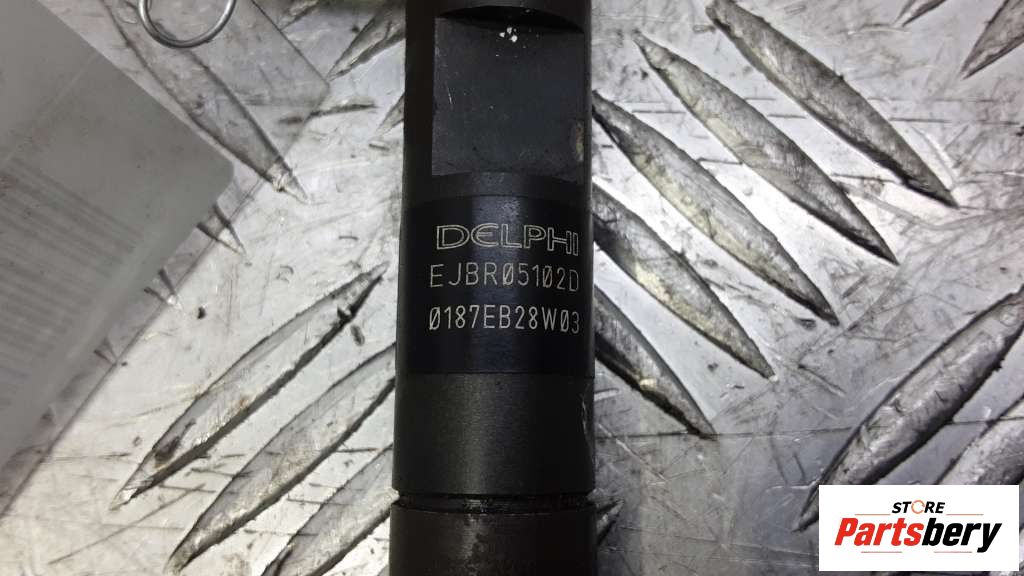 DELPHI
EJBR05102D
0187EB28W03
STORE
Partsbery